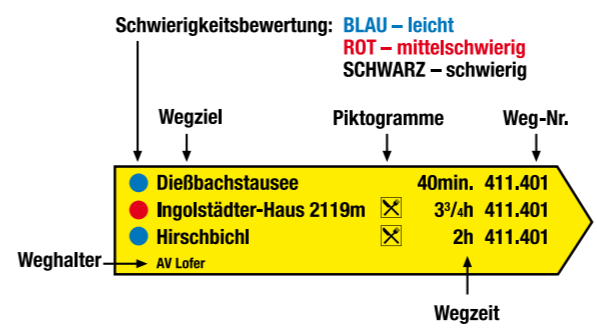 Schwierigkeitsbewertung: BLAU – leicht
ROT – mittelschwierig
SCHWARZ – schwierig
Wegziel Piktogramme Weg-Nr.
Dießbachstausee 40min. 411.401
Ingolstädter-Haus 2119m 3¾h 411.401
Hirschbichl 2h 411.401
Weghalter AV Lofer
Wegzeit